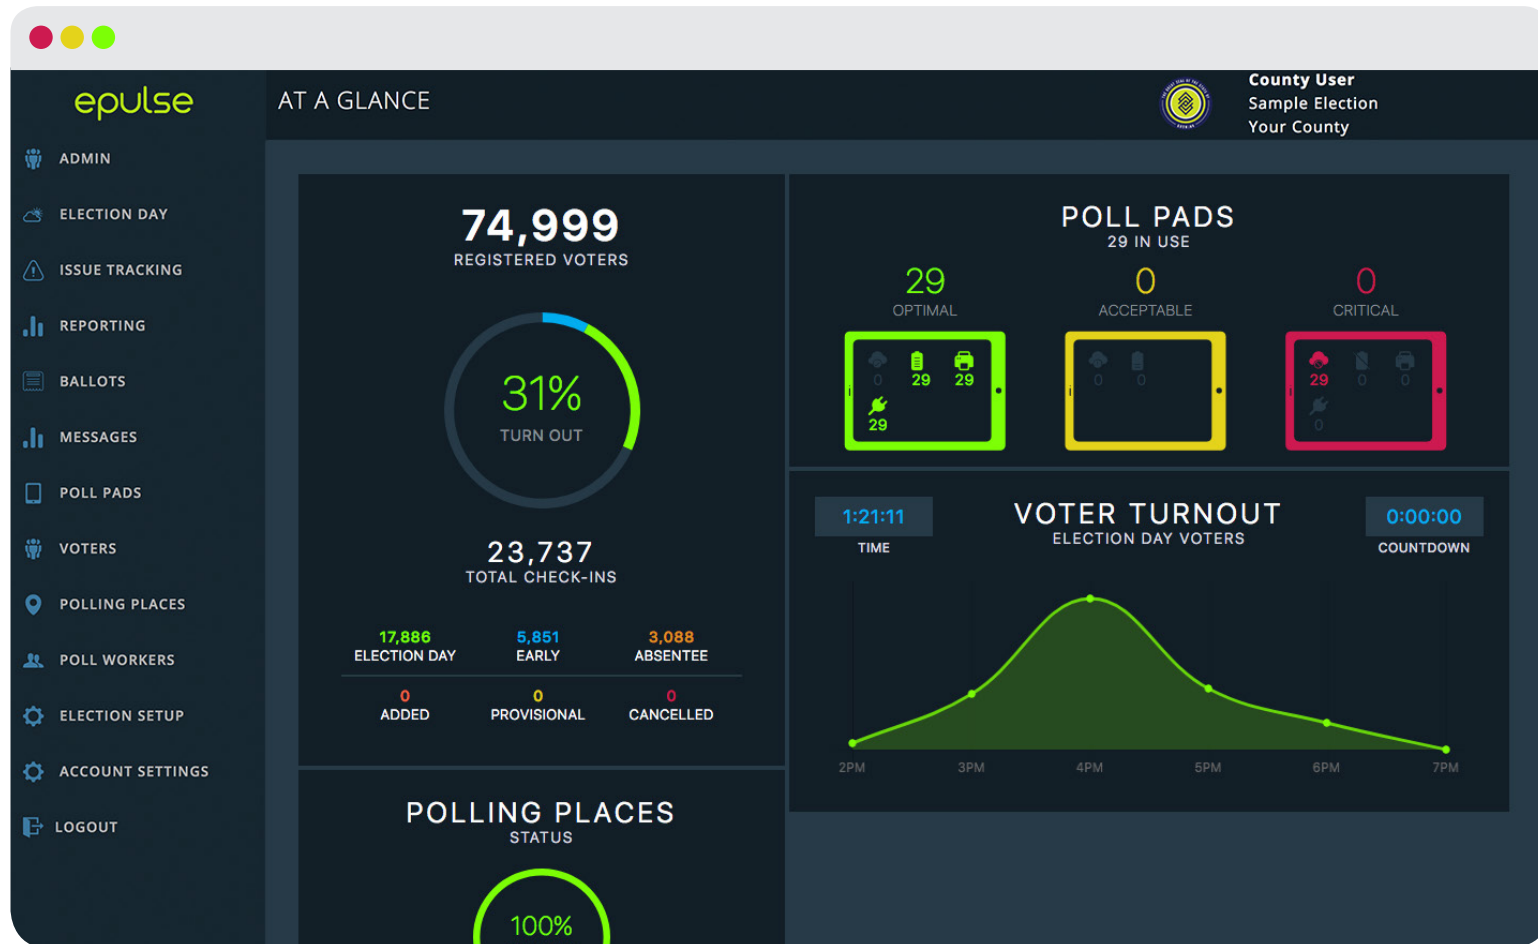 epulse
AT A GLANCE
County User
Sample Election
Your County
ADMIN
ELECTION DAY
ISSUE TRACKING
REPORTING
BALLOTS
MESSAGES
POLL PADS
VOTERS
POLLING PLACES
POLL WORKERS
ELECTION SETUP
ACCOUNT SETTINGS
LOGOUT
74,999
REGISTERED VOTERS
31%
TURN OUT
23,737
TOTAL CHECK-INS
17,886 5,851 3,088
ELECTION DAY EARLY ABSENTEE
0 0 0
ADDED PROVISIONAL CANCELLED
POLLING PLACES
STATUS
100%
POLL PADS
29 IN USE
29 0 0
OPTIMAL ACCEPTABLE CRITICAL
0 29 29 0 0 29 0 0
29 0
1:21:11
TIME
VOTER TURNOUT
ELECTION DAY VOTERS
0:00:00
COUNTDOWN
2PM 3PM 4PM 5PM 6PM 7PM